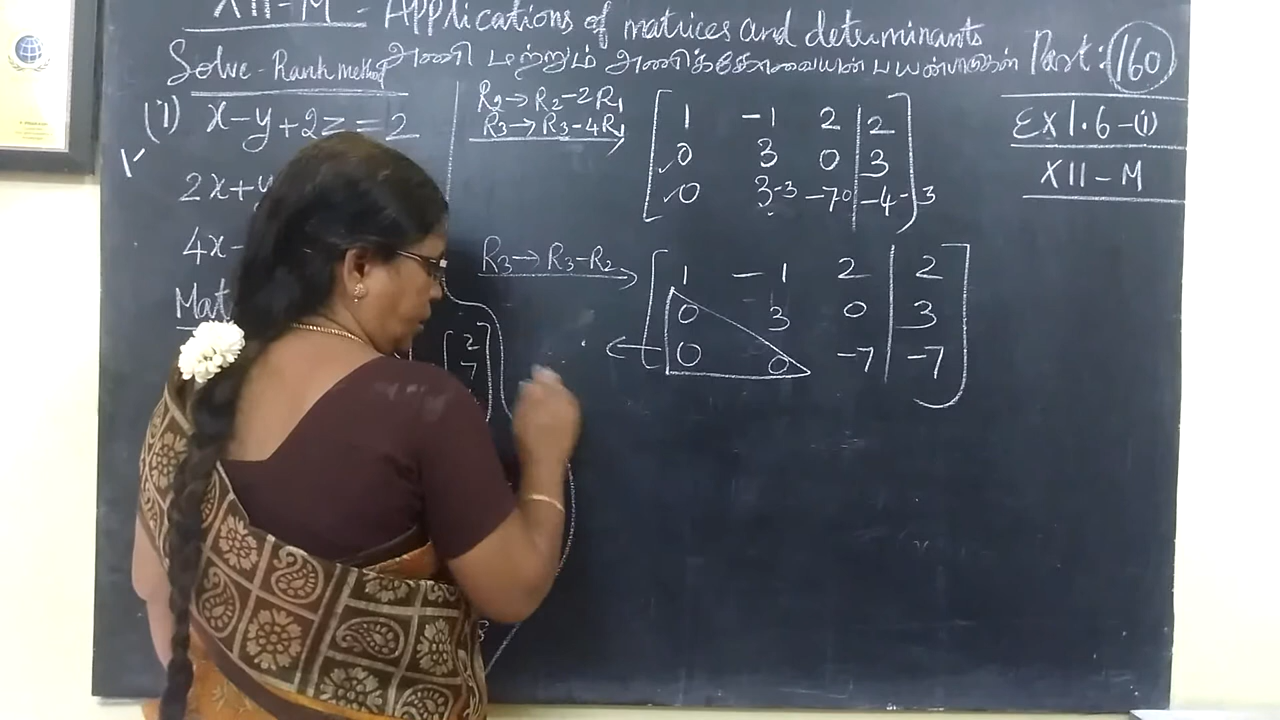 XII-M - Applications of matrices and determinants
Solve - Rank method அணி மற்றும் அணிக்கோவையின் பயன்பாடுகள் Part: 160
(i) x-y+2z=2
2x+y
4x-
Mat
2
7
R2→R2-2R1
R3→R3-4R1
1 -1 2 | 2
0 3 0 | 3
0 3-3 -7-0 -4-3
R3→R3-R2
1 -1 2 | 2
0 3 0 | 3
0 0 -7 | -7
EX 1.6-(i)
XII-M